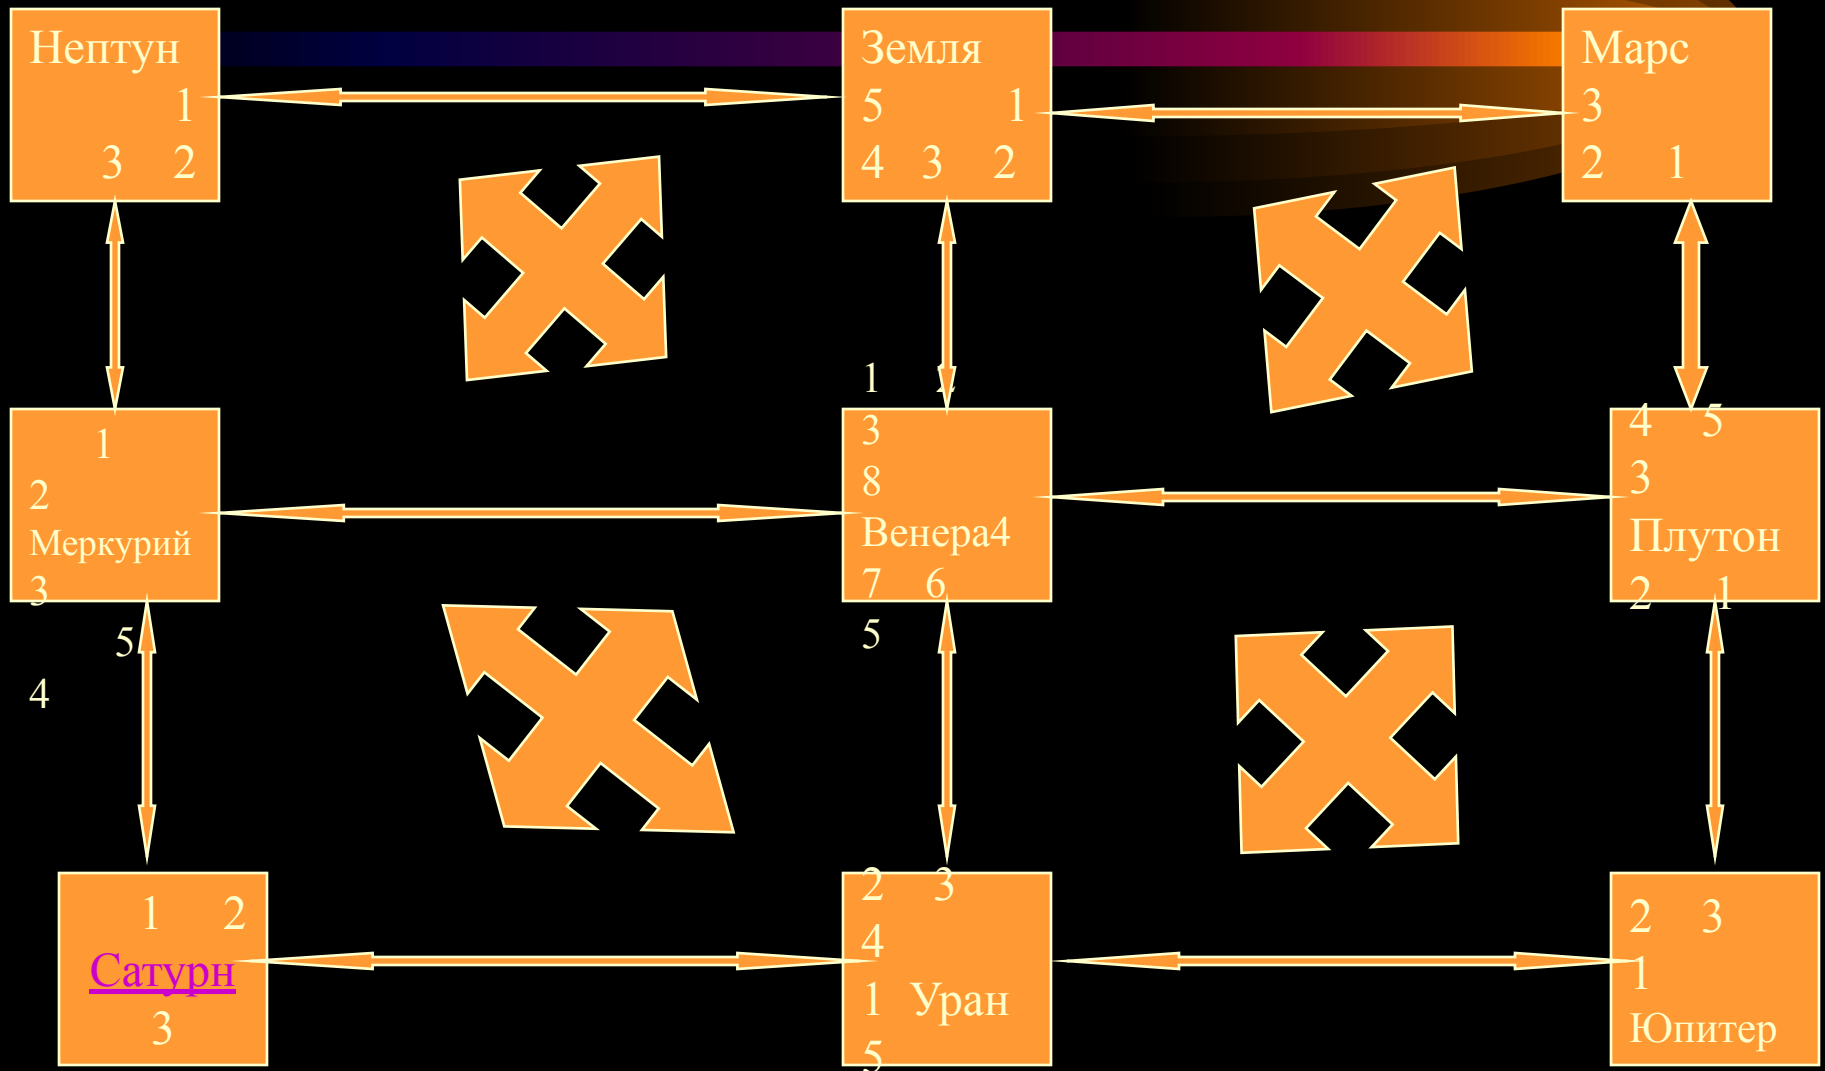 Нептун
1
3 2
Земля
5 1
4 3 2
Марс
3
2 1
1
2
Меркурий
3
5
4
1 2
3
8
Венера4
7 6
5
4 5
3
Плутон
2 1
1 2
Сатурн
3
2 3
4
1 Уран
5
2 3
1
Юпитер